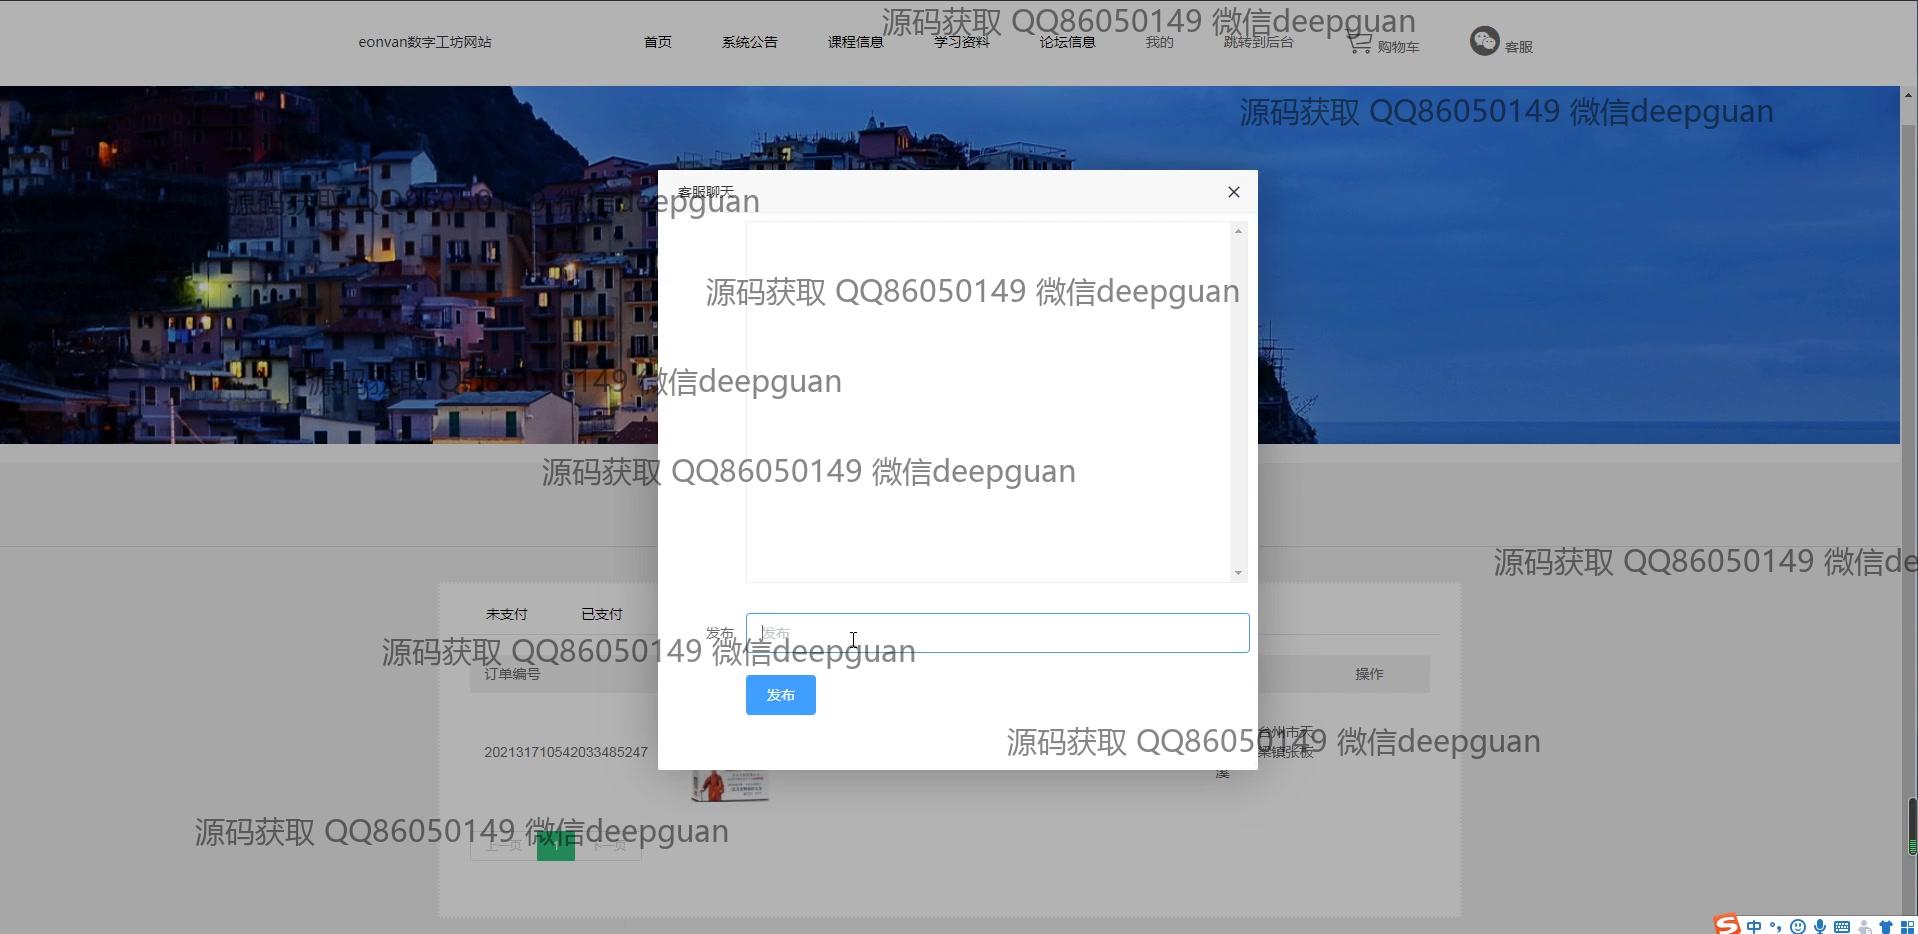 源码获取 QQ86050149 微信deepguan
eonvan数字工坊网站 首页 系统公告 课程信息 学习资料 论坛信息 我的 跳转到后台 购物车 客服
源码获取 QQ86050149 微信deepguan
客服聊天
源码获取 QQ86050149 微信deepguan
源码获取 QQ86050149 微信deepguan
源码获取 QQ86050149 微信deepguan
源码获取 QQ86050149 微信deepguan
源码获取 QQ86050149 微信de
未支付 已支付
发布 发布
源码获取 QQ86050149 微信deepguan
订单编号 操作
发布
台州市天
源码获取 QQ86050149 微信deepguan
202131710542033485247 梁镇张板
溪
源码获取 QQ86050149 微信deepguan
上一页 1 下一页
中